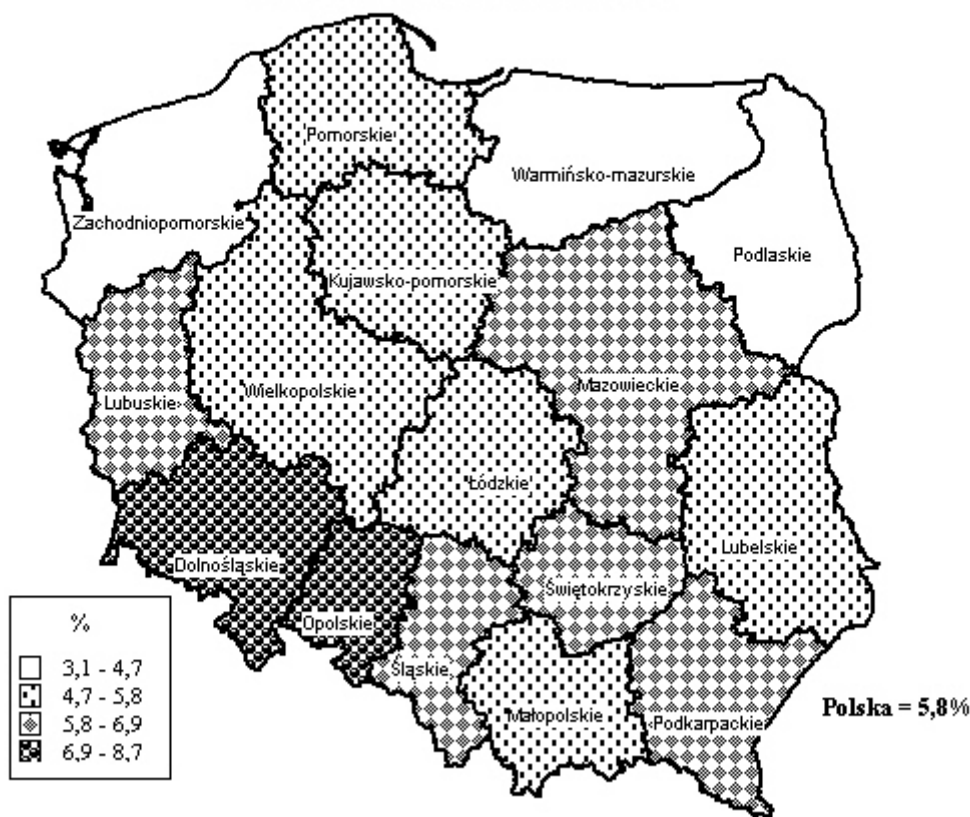 Pomorskie
Warmińsko-mazurskie
Zachodniopomorskie
Podlaskie
Kujawsko-pomorskie
Mazowieckie
Wielkopolskie
Lubuskie
Łódzkie
Lubelskie
Dolnośląskie
Świętokrzyskie
Opolskie
Śląskie
Małopolskie
Podkarpackie
%
3,1 - 4,7
4,7 - 5,8
5,8 - 6,9
6,9 - 8,7
Polska = 5,8%